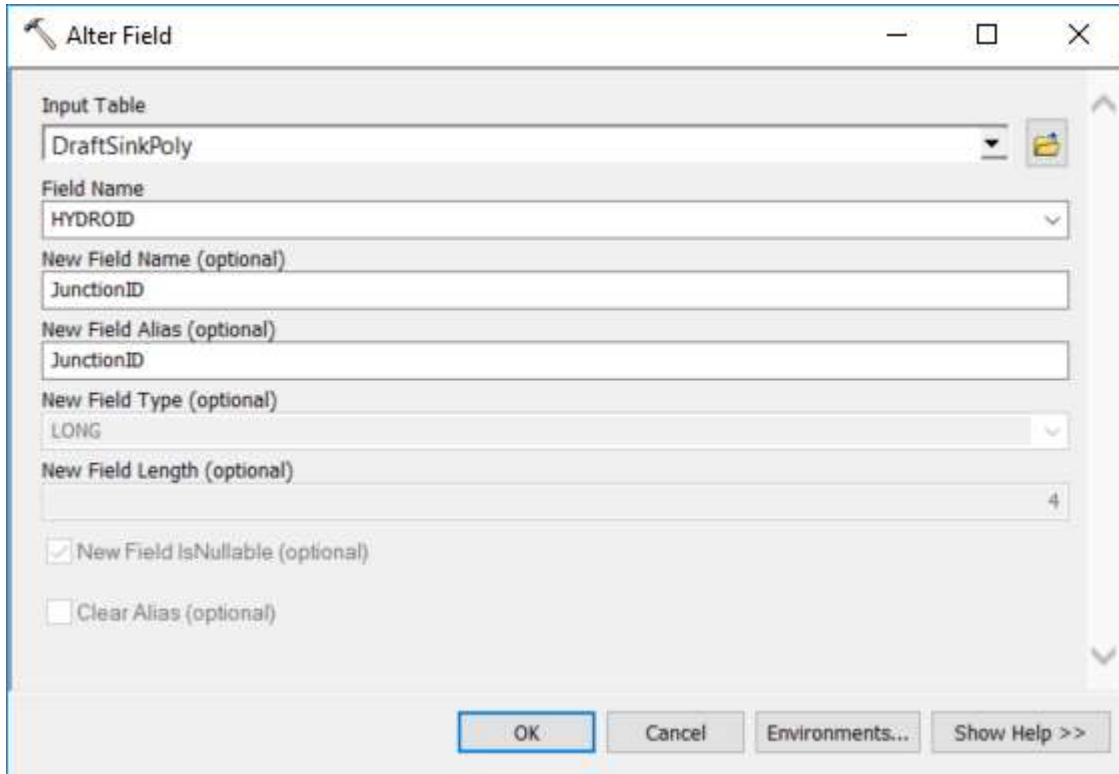 Alter Field
Input Table
DraftSinkPoly
Field Name
HYDROID
New Field Name (optional)
JunctionID
New Field Alias (optional)
JunctionID
New Field Type (optional)
LONG
New Field Length (optional)
4
New Field IsNullable (optional)
Clear Alias (optional)
OK Cancel Environments... Show Help >>